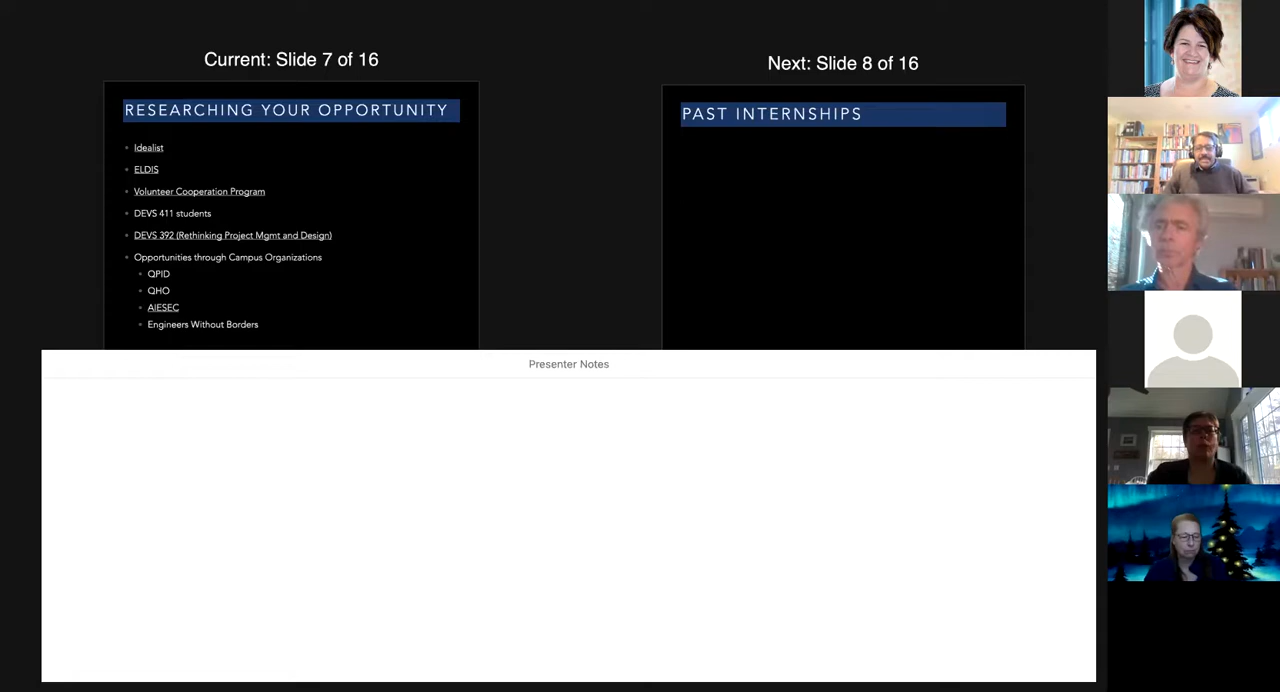 Current: Slide 7 of 16
RESEARCHING YOUR OPPORTUNITY
Idealist
ELDIS
Volunteer Cooperation Program
DEVS 411 students
DEVS 392 (Rethinking Project Mgmt and Design)
Opportunities through Campus Organizations
QPID
QHO
AIESEC
Engineers Without Borders
Next: Slide 8 of 16
PAST INTERNSHIPS
Presenter Notes